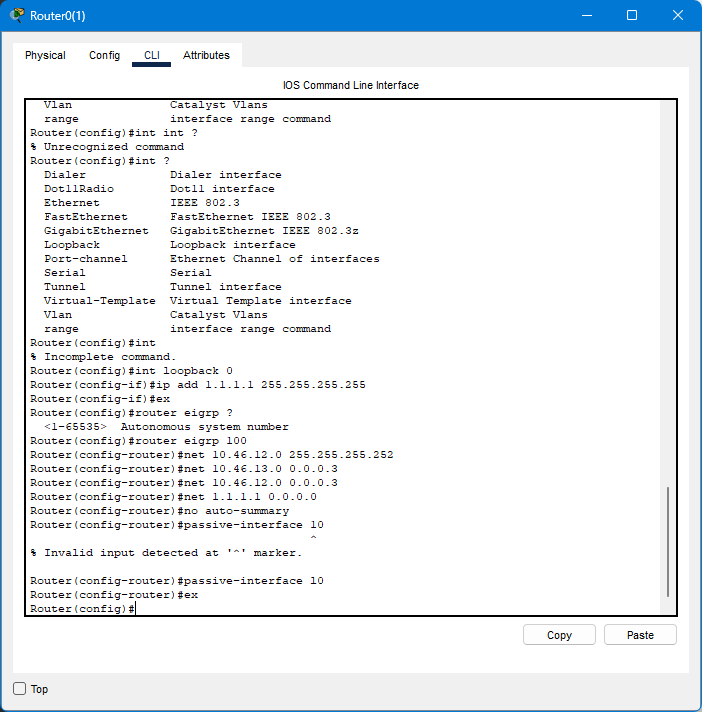 Router0(1)
Physical Config CLI Attributes
IOS Command Line Interface
Vlan Catalyst Vlans
range interface range command
Router(config)#int int ?
% Unrecognized command
Router(config)#int ?
Dialer Dialer interface
Dot11Radio Dot11 interface
Ethernet IEEE 802.3
FastEthernet FastEthernet IEEE 802.3
GigabitEthernet GigabitEthernet IEEE 802.3z
Loopback Loopback interface
Port-channel Ethernet Channel of interfaces
Serial Serial
Tunnel Tunnel interface
Virtual-Template Virtual Template interface
Vlan Catalyst Vlans
range interface range command
Router(config)#int
% Incomplete command.
Router(config)#int loopback 0
Router(config-if)#ip add 1.1.1.1 255.255.255.255
Router(config-if)#ex
Router(config)#router eigrp ?
<1-65535> Autonomous system number
Router(config)#router eigrp 100
Router(config-router)#net 10.46.12.0 255.255.255.252
Router(config-router)#net 10.46.13.0 0.0.0.3
Router(config-router)#net 10.46.12.0 0.0.0.3
Router(config-router)#net 1.1.1.1 0.0.0.0
Router(config-router)#no auto-summary
Router(config-router)#passive-interface 10
^
% Invalid input detected at '^' marker.
Router(config-router)#passive-interface l0
Router(config-router)#ex
Router(config)#
Copy Paste
Top